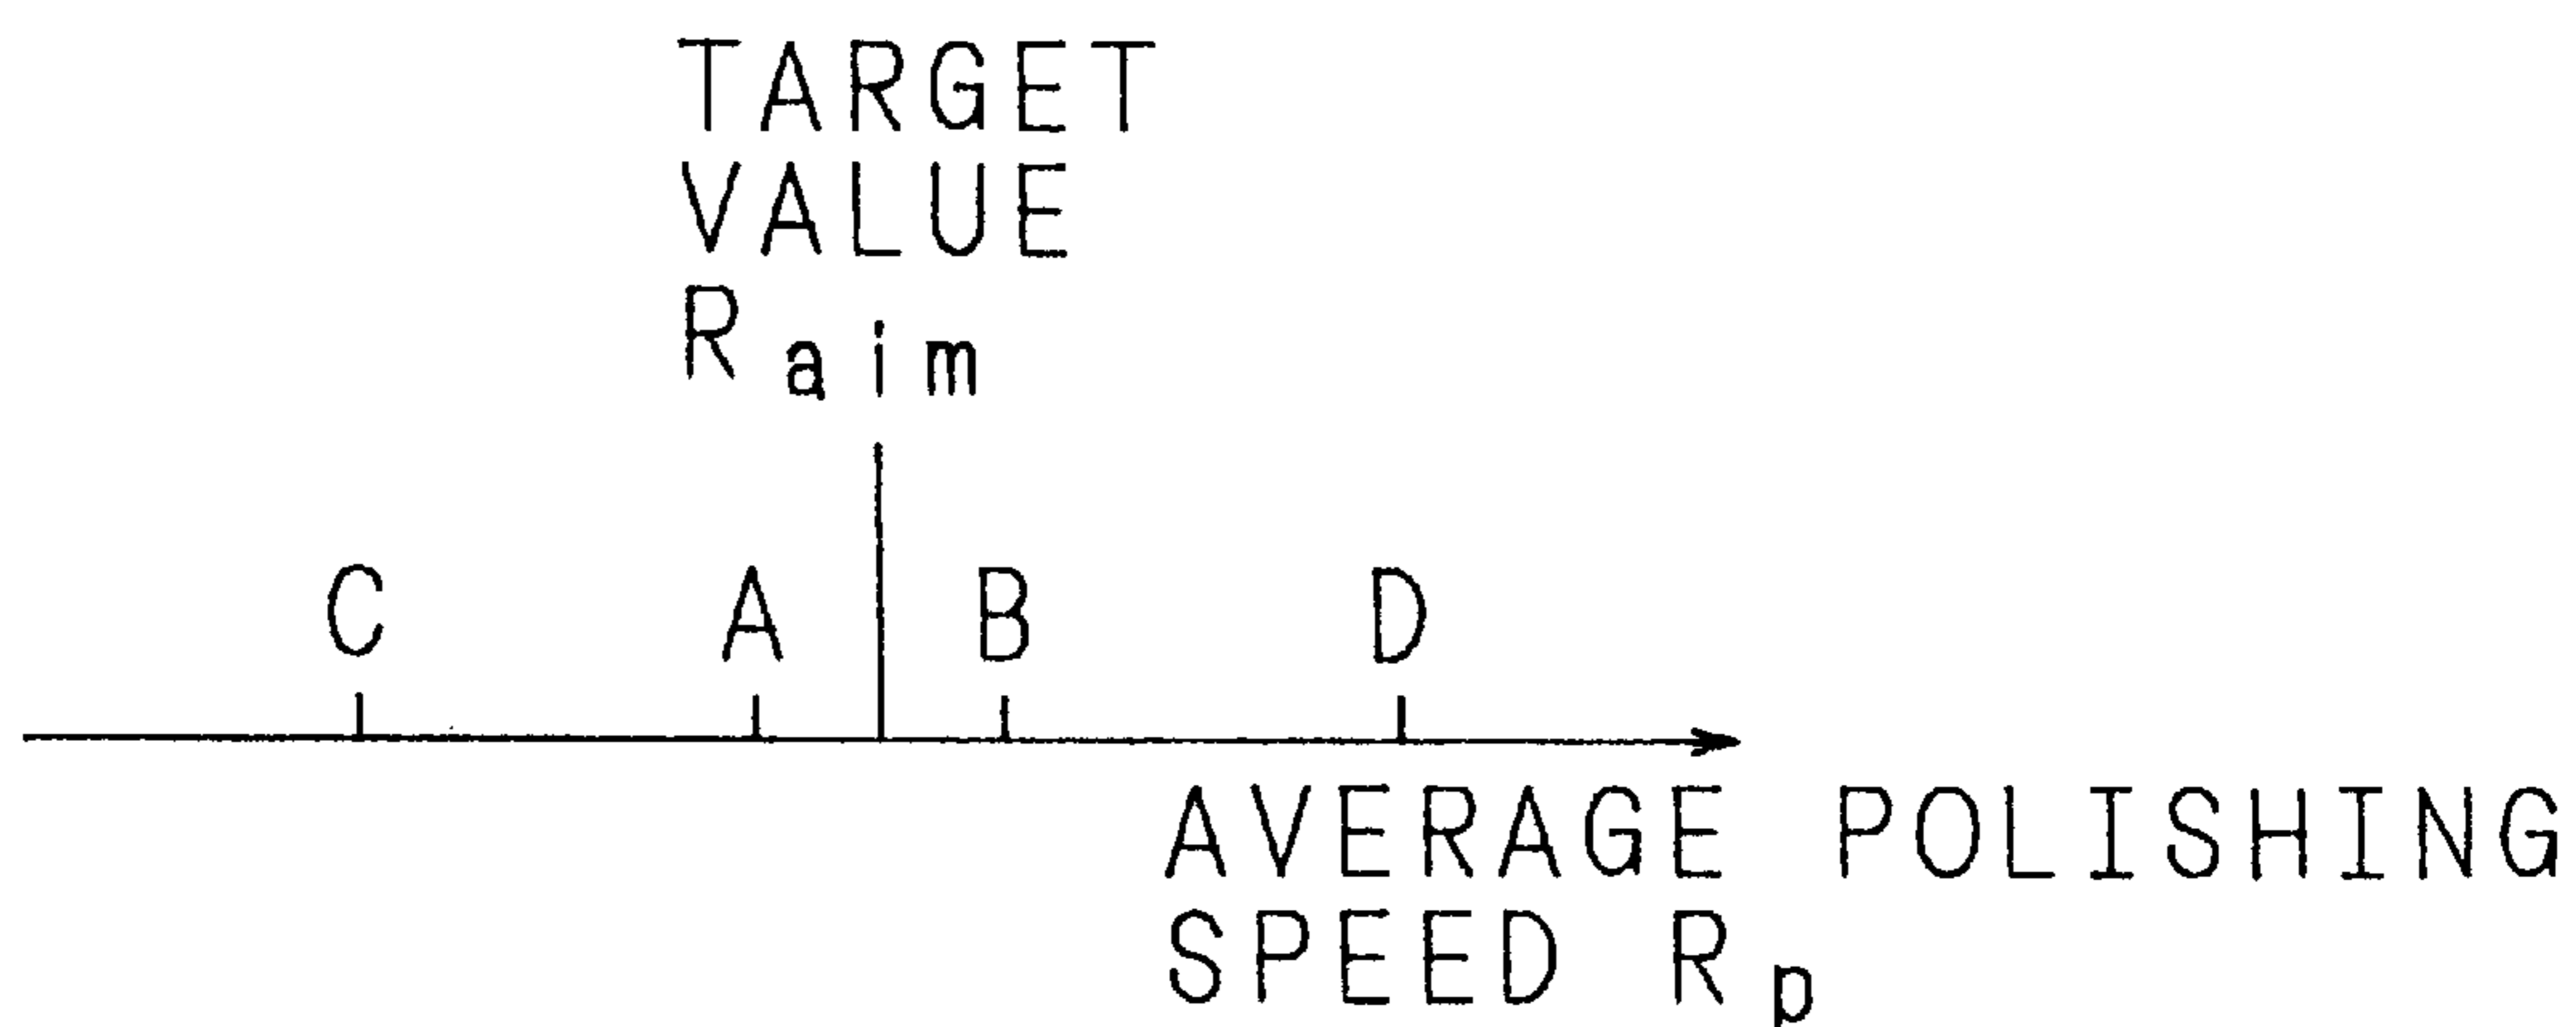 TARGET
VALUE
Raim
C A B D
AVERAGE POLISHING
SPEED Rp